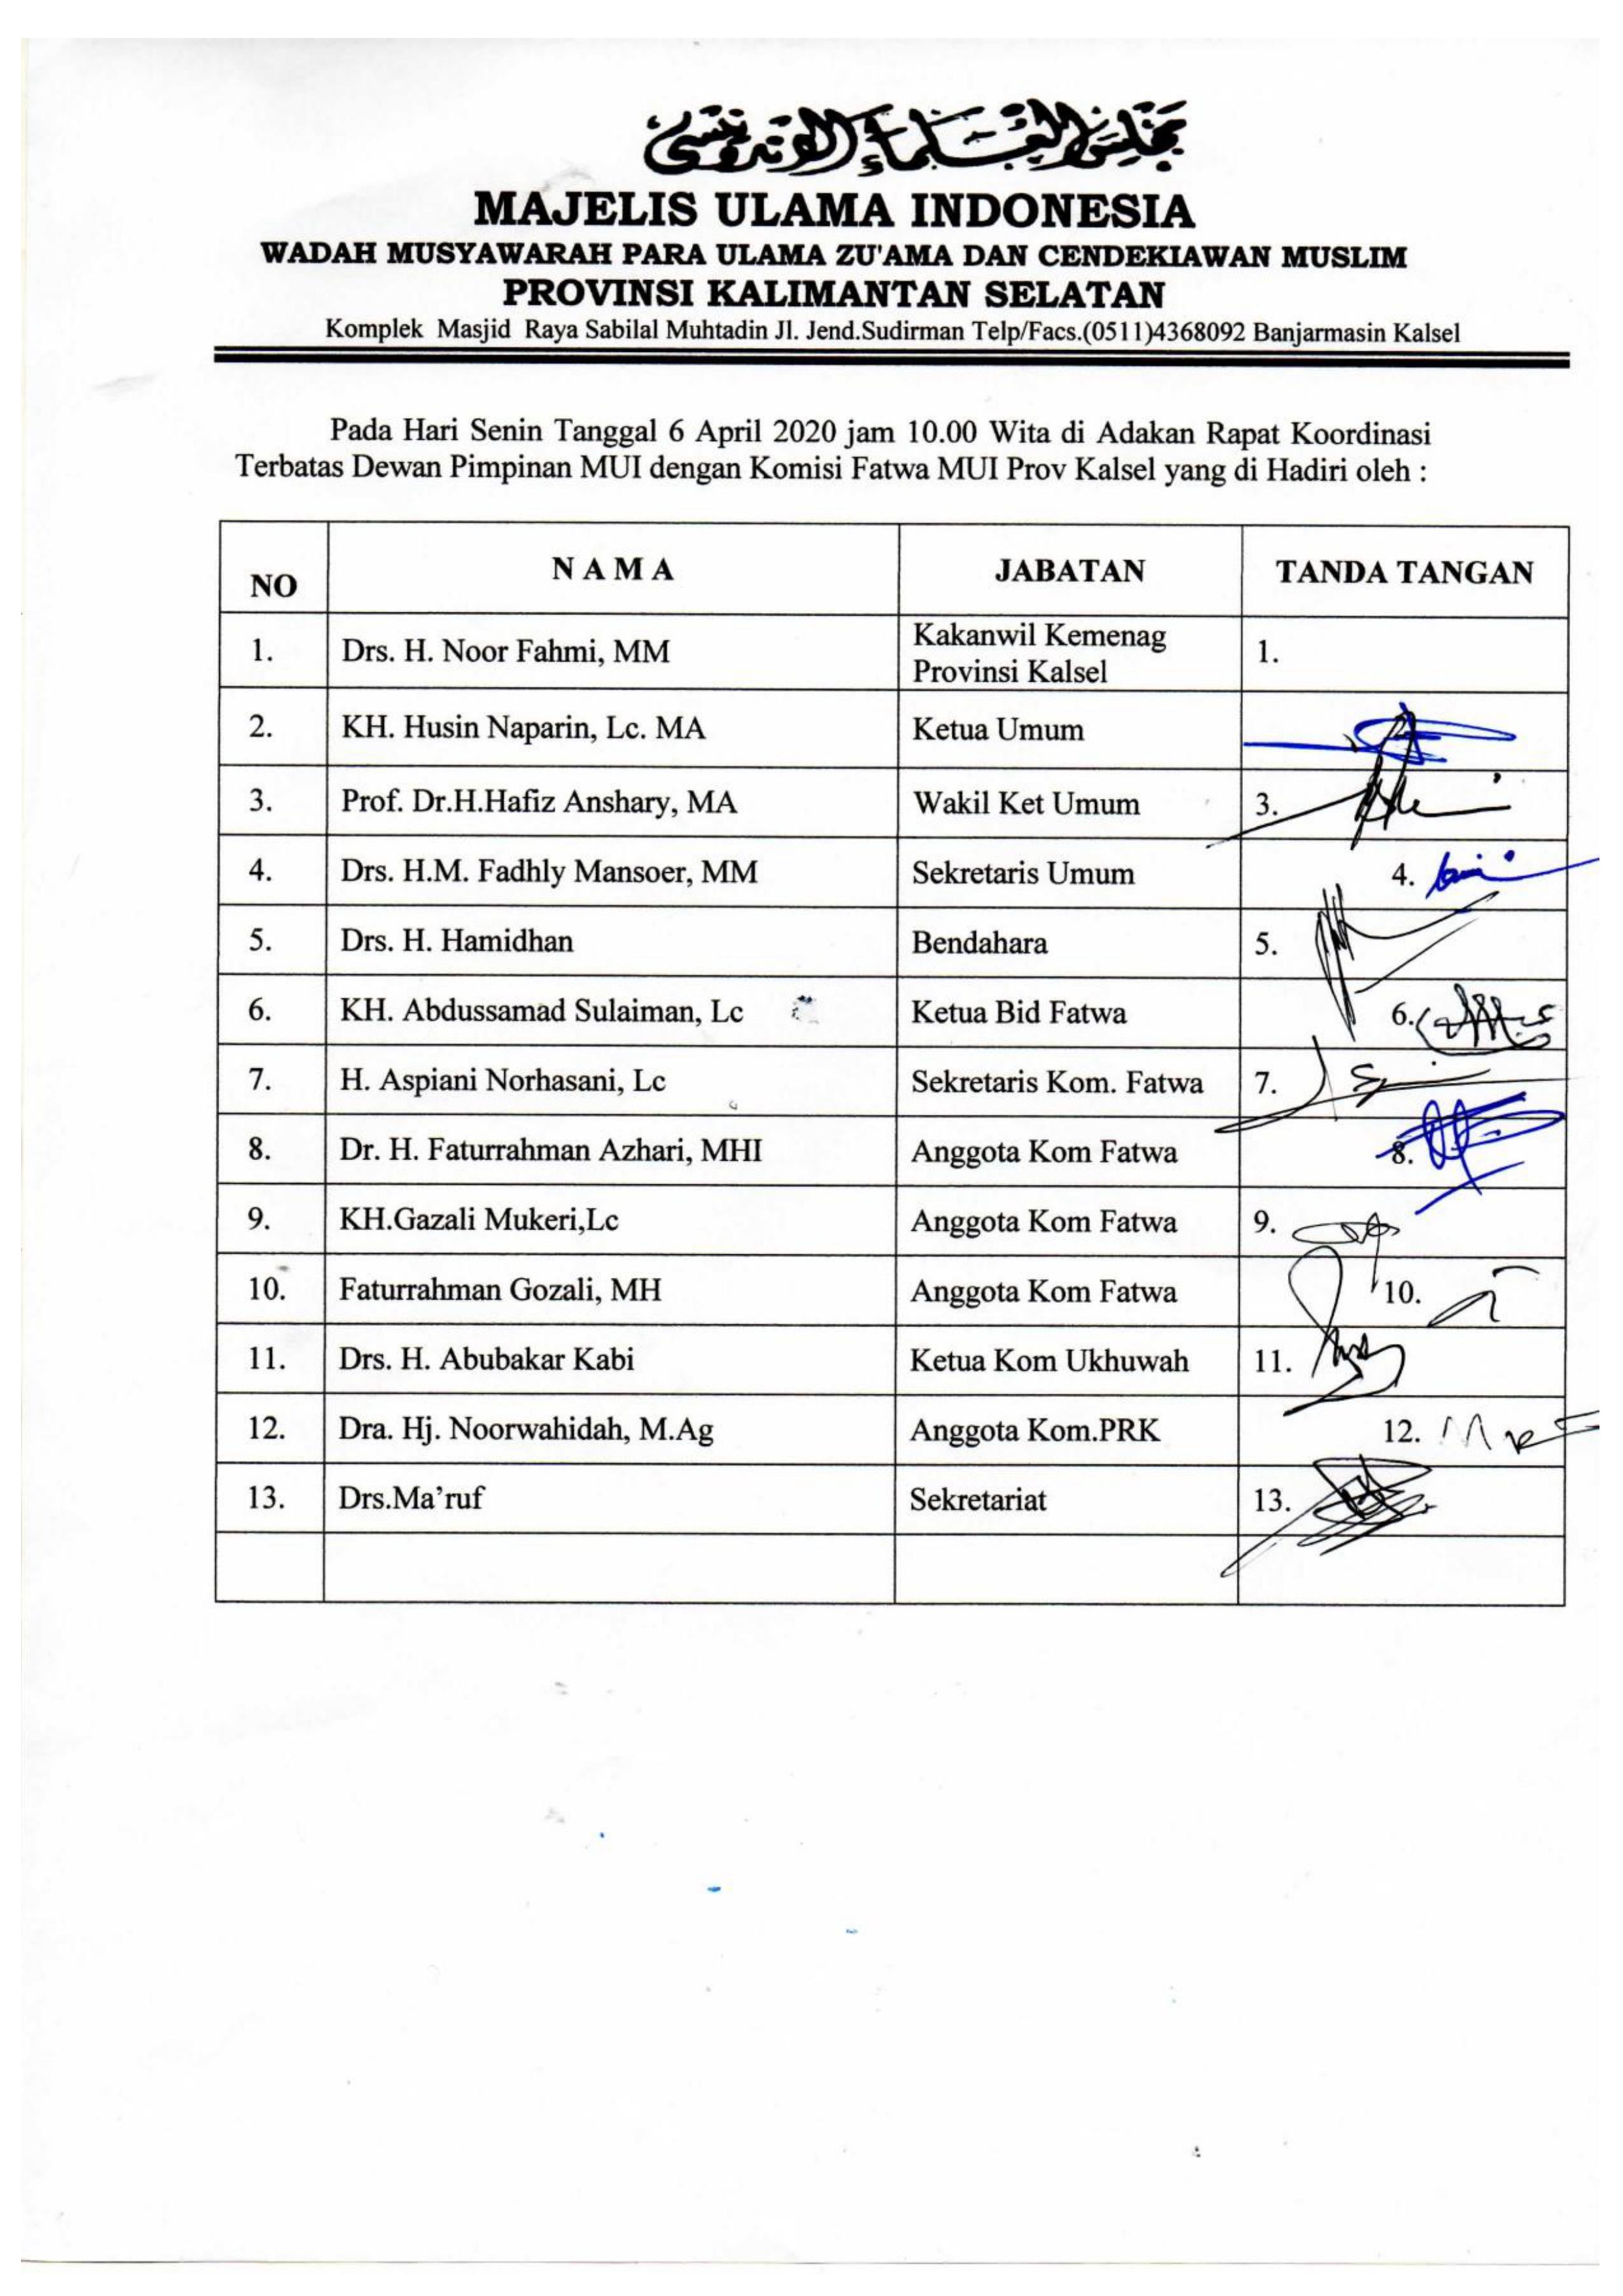 مجلس العلماء الإندونيسي
MAJELIS ULAMA INDONESIA
WADAH MUSYAWARAH PARA ULAMA ZU'AMA DAN CENDEKIAWAN MUSLIM
PROVINSI KALIMANTAN SELATAN
Komplek Masjid Raya Sabilal Muhtadin Jl. Jend.Sudirman Telp/Facs.(0511)4368092 Banjarmasin Kalsel
Pada Hari Senin Tanggal 6 April 2020 jam 10.00 Wita di Adakan Rapat Koordinasi
Terbatas Dewan Pimpinan MUI dengan Komisi Fatwa MUI Prov Kalsel yang di Hadiri oleh :
NO N A M A JABATAN TANDA TANGAN
1. Drs. H. Noor Fahmi, MM Kakanwil Kemenag 1.
Provinsi Kalsel
2. KH. Husin Naparin, Lc. MA Ketua Umum
3. Prof. Dr.H.Hafiz Anshary, MA Wakil Ket Umum 3.
4. Drs. H.M. Fadhly Mansoer, MM Sekretaris Umum 4.
5. Drs. H. Hamidhan Bendahara 5.
6. KH. Abdussamad Sulaiman, Lc Ketua Bid Fatwa 6.
7. H. Aspiani Norhasani, Lc Sekretaris Kom. Fatwa 7.
8. Dr. H. Faturrahman Azhari, MHI Anggota Kom Fatwa 8.
9. KH.Gazali Mukeri,Lc Anggota Kom Fatwa 9.
10. Faturrahman Gozali, MH Anggota Kom Fatwa 10.
11. Drs. H. Abubakar Kabi Ketua Kom Ukhuwah 11.
12. Dra. Hj. Noorwahidah, M.Ag Anggota Kom.PRK 12.
13. Drs.Ma’ruf Sekretariat 13.